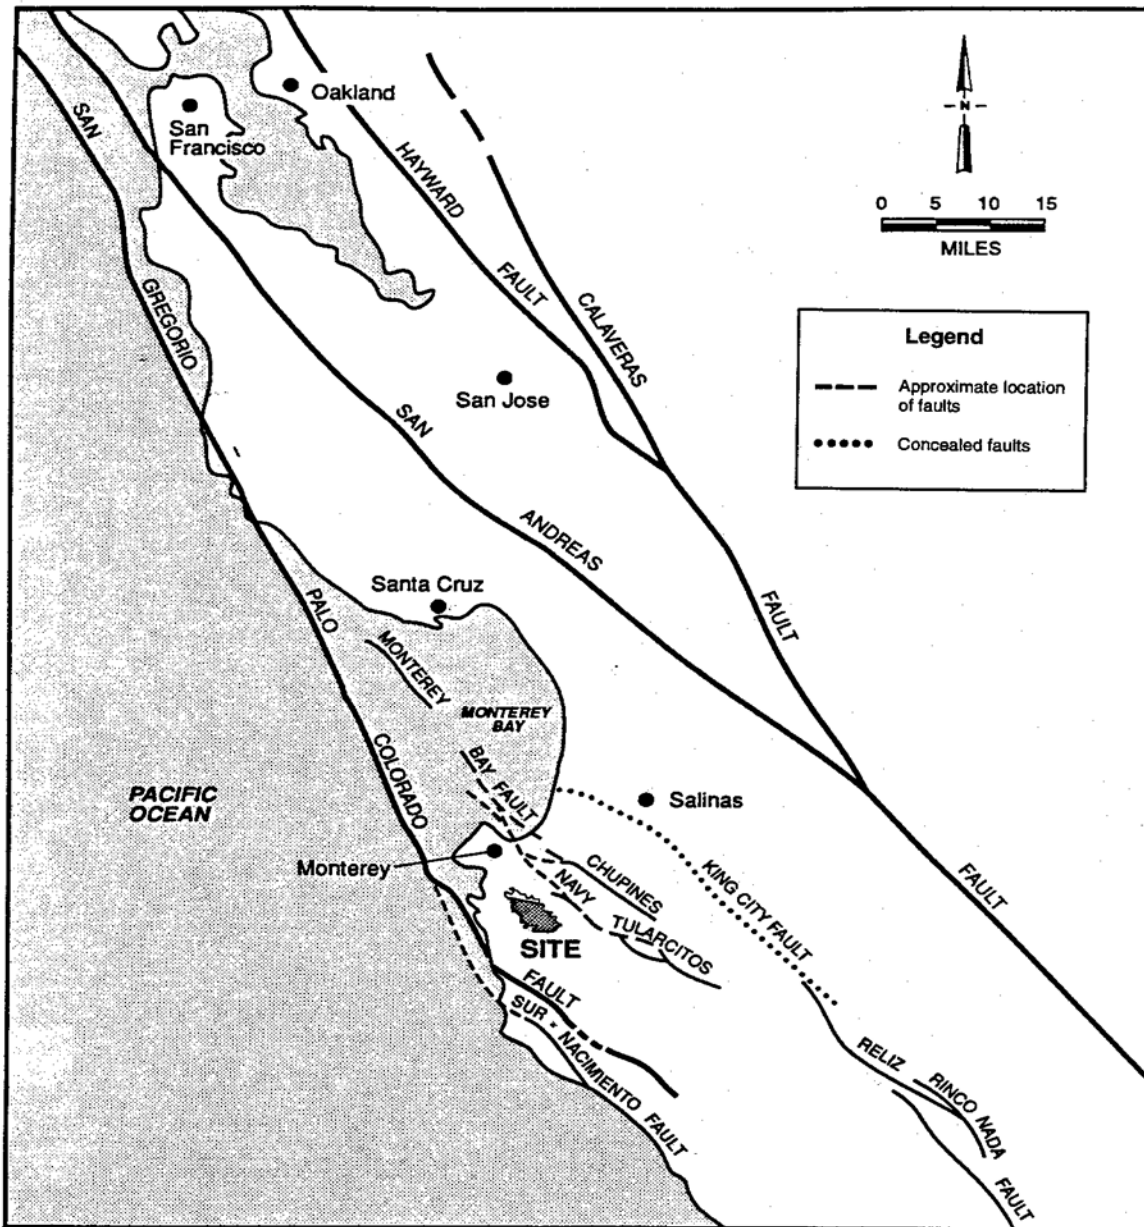 Oakland
San
Francisco
N
0 5 10 15
MILES
SAN
HAYWARD
FAULT
CALAVERAS
GREGORIO
Legend
Approximate location
of faults
Concealed faults
San Jose
SAN
ANDREAS
FAULT
Santa Cruz
PALO
MONTEREY
MONTEREY
BAY
COLORADO
BAY FAULT
PACIFIC
OCEAN
Salinas
Monterey
CHUPINES
NAVY
TULARCITOS
KING CITY FAULT
FAULT
SITE
FAULT
SUR - NACIMIENTO FAULT
RELIZ
RINCO NADA
FAULT